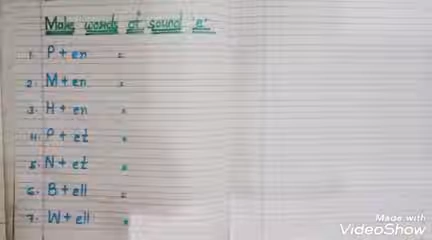 Make words of sound 'e'
1. P + en =
2. M + en =
3. H + en =
4. P + et =
5. N + et =
6. B + ell =
7. W + ell =
Made with
VideoShow